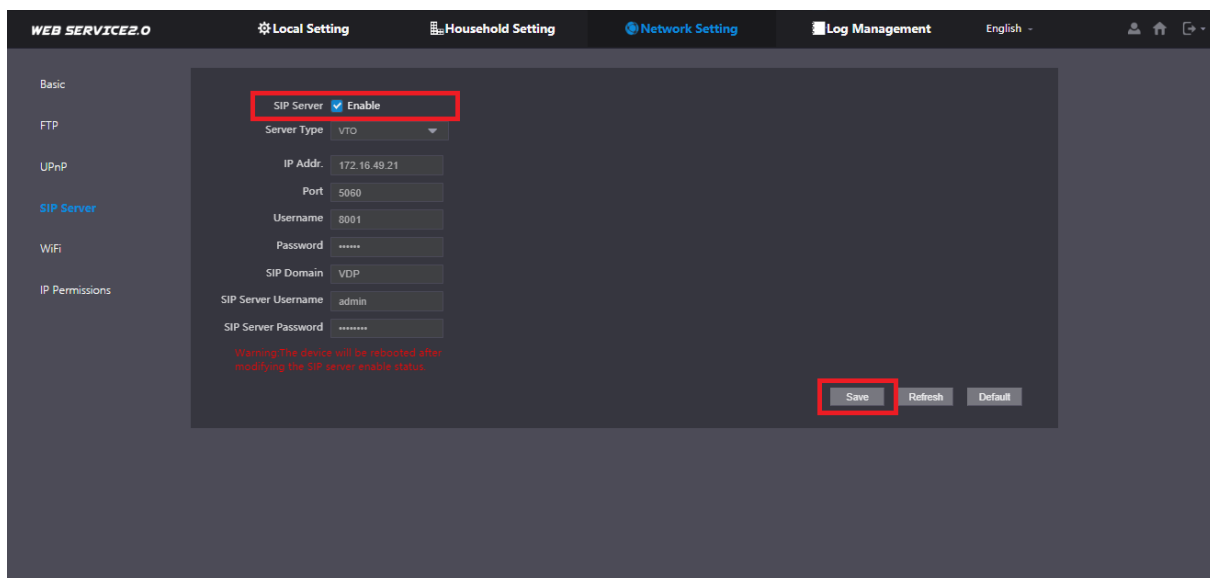 WEB SERVICE2.0 Local Setting Household Setting Network Setting Log Management English
Basic
FTP
UPnP
SIP Server
WiFi
IP Permissions
SIP Server Enable
Server Type VTO
IP Addr. 172.16.49.21
Port 5060
Username 8001
Password ••••••
SIP Domain VDP
SIP Server Username admin
SIP Server Password ••••••••
Warning:The device will be rebooted after
modifying the SIP server enable status.
Save Refresh Default